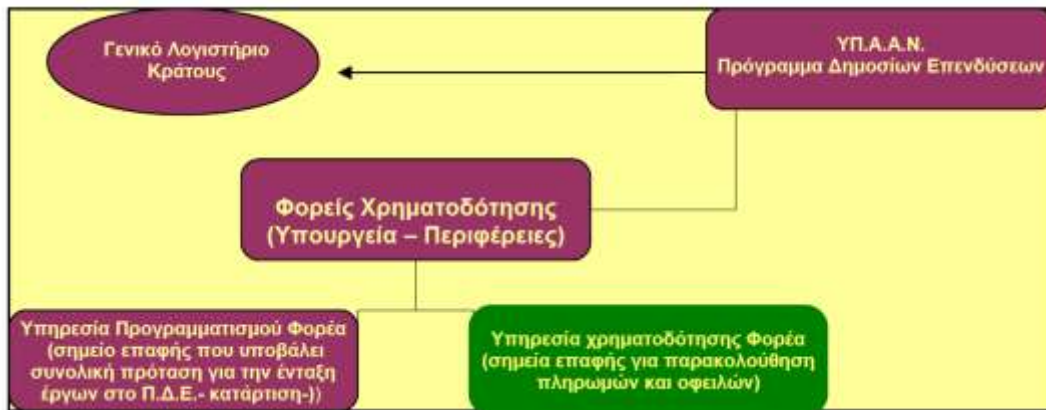 Γενικό Λογιστήριο
Κράτους
ΥΠ.Α.Α.Ν.
Πρόγραμμα Δημοσίων Επενδύσεων
Φορείς Χρηματοδότησης
(Υπουργεία – Περιφέρειες)
Υπηρεσία Προγραμματισμού Φορέα
(σημείο επαφής που υποβάλει
συνολική πρόταση για την ένταξη
έργων στο Π.Δ.Ε.- κατάρτιση-))
Υπηρεσία χρηματοδότησης Φορέα
(σημεία επαφής για παρακολούθηση
πληρωμών και οφειλών)